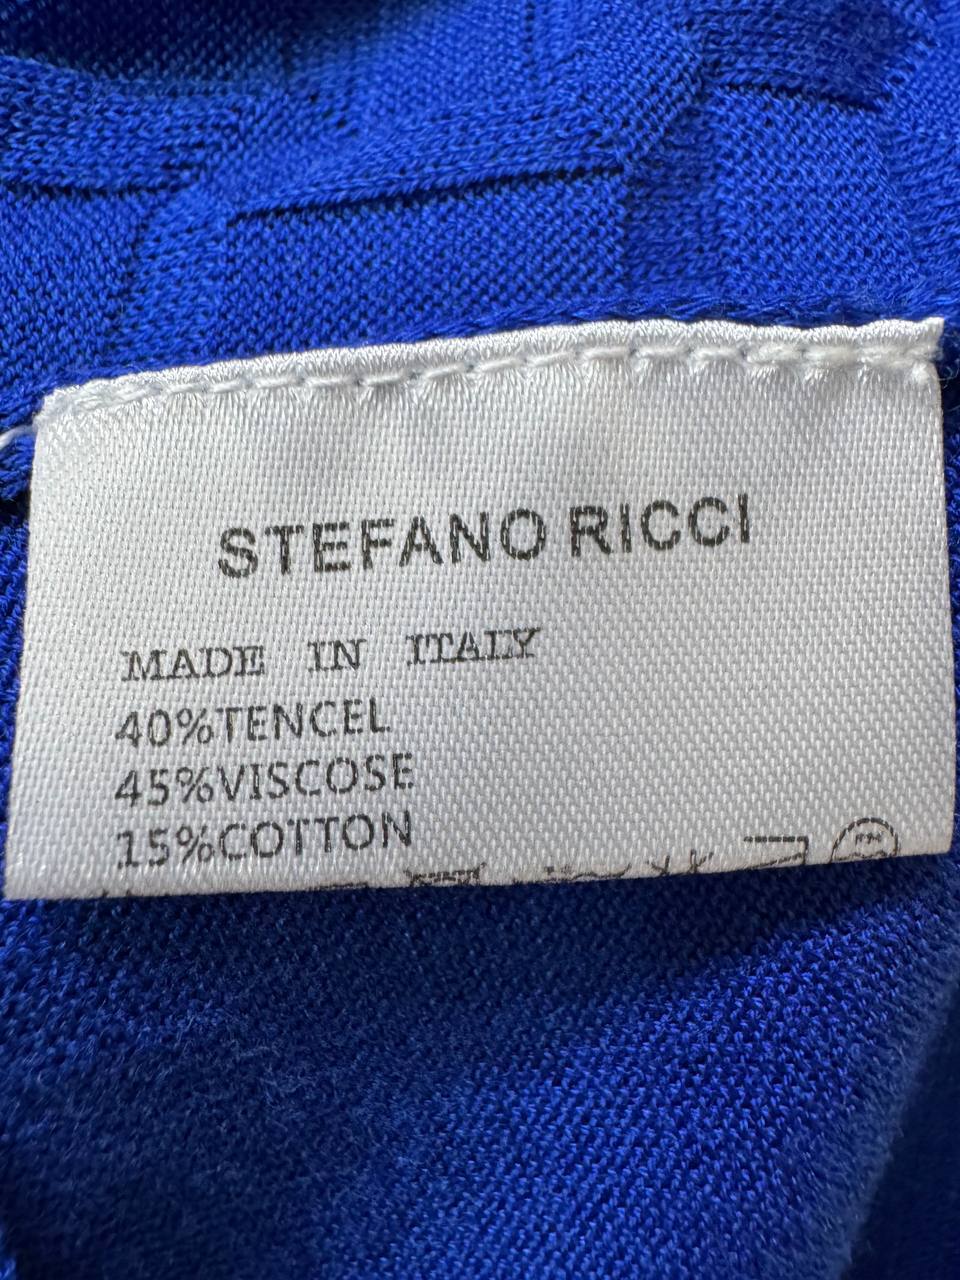 STEFANO RICCI
MADE IN ITALY
40%TENCEL
45%VISCOSE
15%COTTON